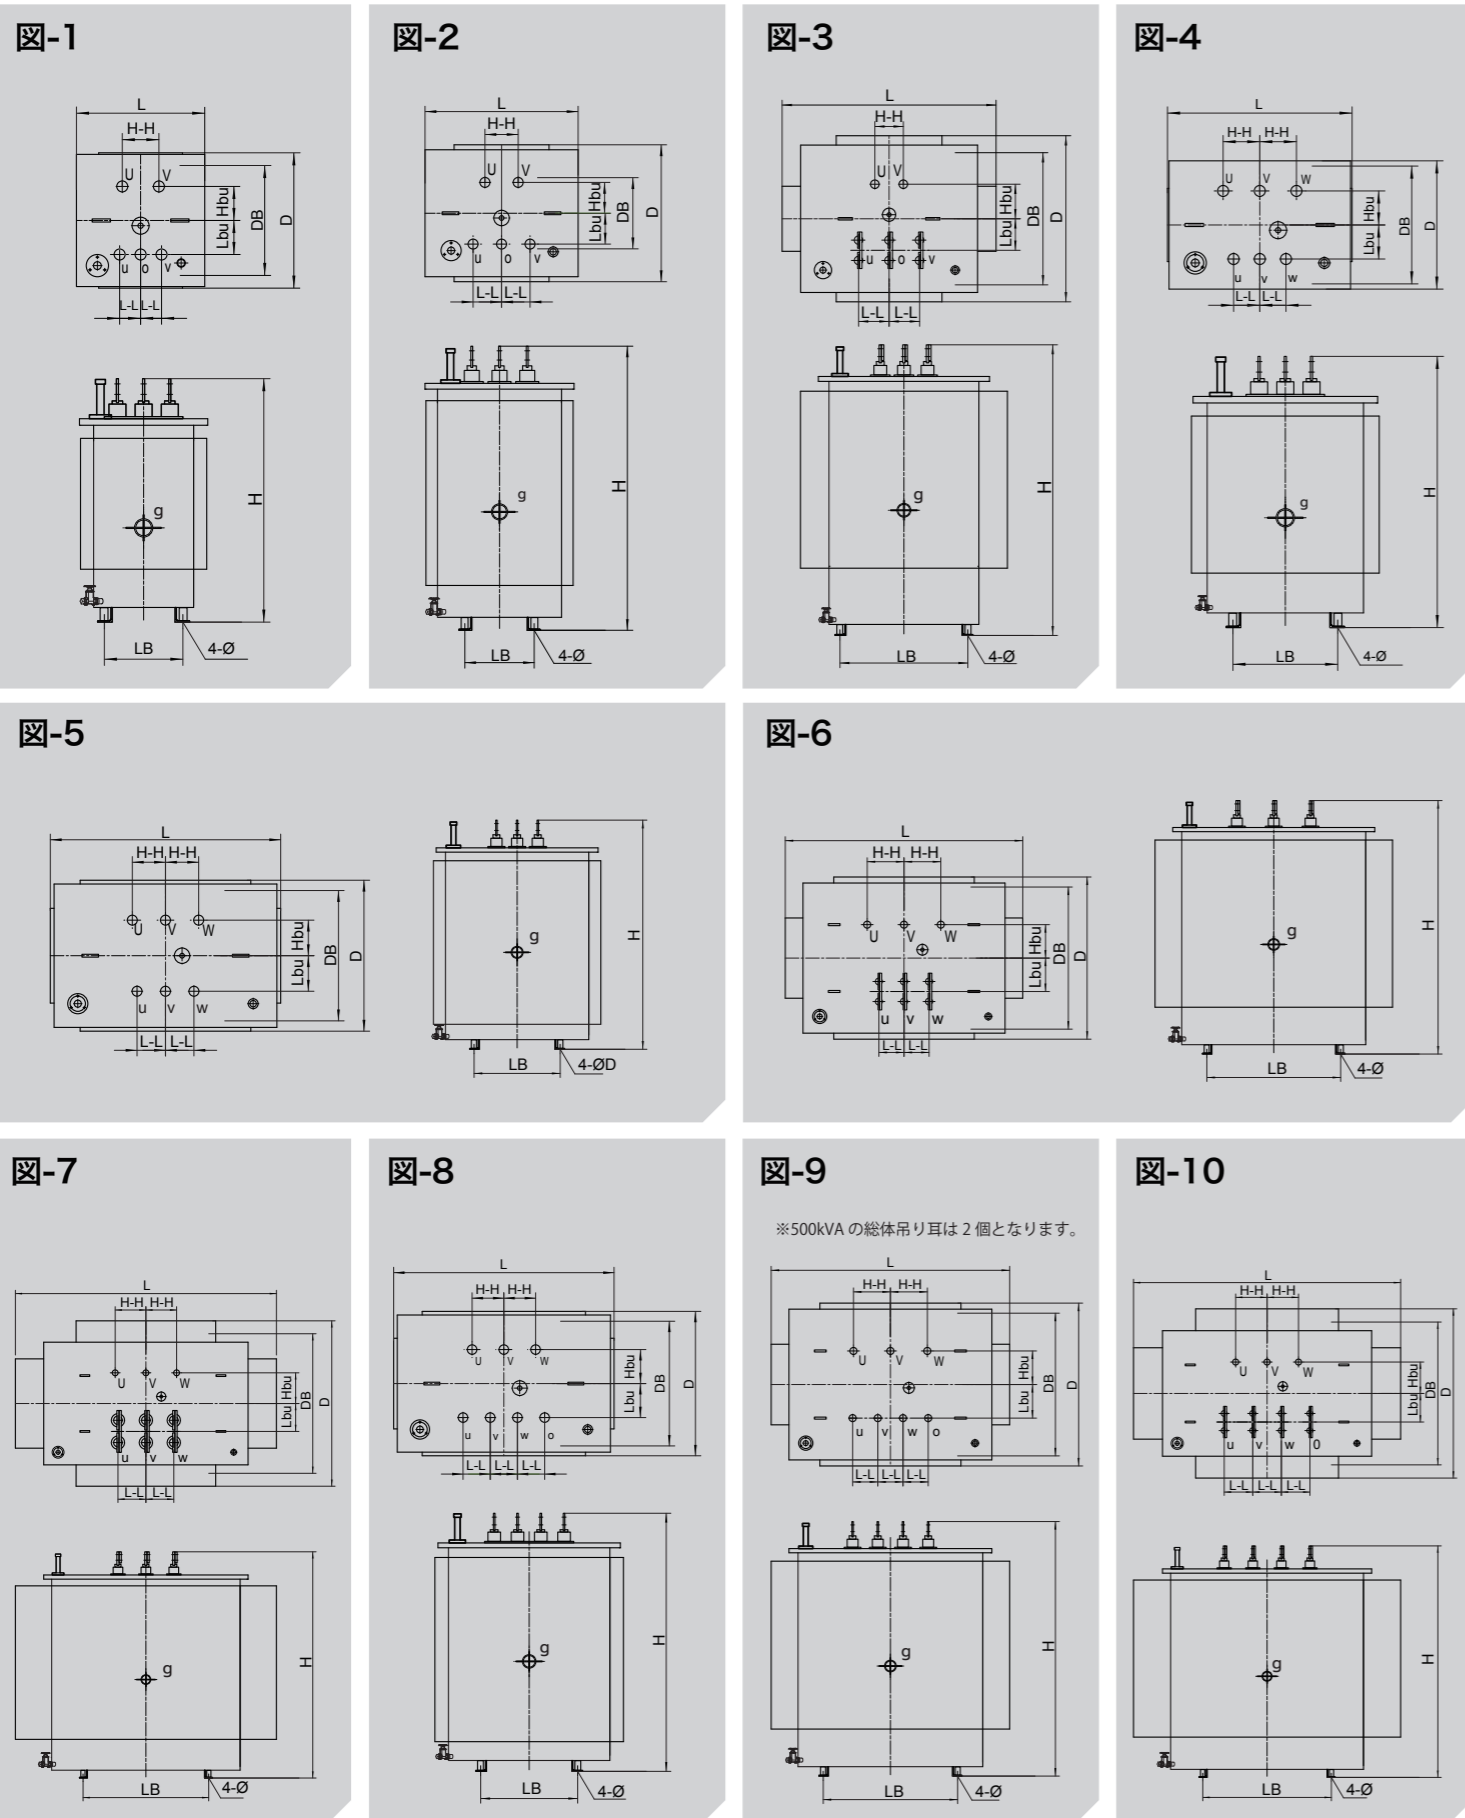 図-1
L
H-H
U V
Hbu
Lbu
DB
D
u o v
L-L L-L
g
H
LB
4-Ø
図-2
L
H-H
U V
Hbu
Lbu
DB
D
u o v
L-L L-L
g
H
LB
4-Ø
図-3
L
H-H
U V
Hbu
Lbu
DB
D
u o v
L-L L-L
g
H
LB
4-Ø
図-4
L
H-H H-H
U V W
Hbu
Lbu
DB
D
u v w
L-L L-L
g
H
LB
4-Ø
図-5
L
H-H H-H
U V W
Hbu
Lbu
DB
D
u v w
L-L L-L
g
H
LB
4-ØD
図-6
L
H-H H-H
U V W
Hbu
Lbu
DB
D
u v w
L-L L-L
g
H
LB
4-Ø
図-7
L
H-H H-H
U V W
Hbu
Lbu
DB
D
u v w
L-L L-L
g
H
LB
4-Ø
図-8
L
H-H H-H
U V W
Hbu
Lbu
DB
D
u v w o
L-L L-L L-L
g
H
LB
4-Ø
図-9
※500kVA の総体吊り耳は 2 個となります。
L
H-H H-H
U V W
Hbu
Lbu
DB
D
u v w o
L-L L-L L-L
g
H
LB
4-Ø
図-10
L
H-H H-H
U V W
Hbu
Lbu
DB
D
u v w 0
L-L L-L L-L
g
H
LB
4-Ø